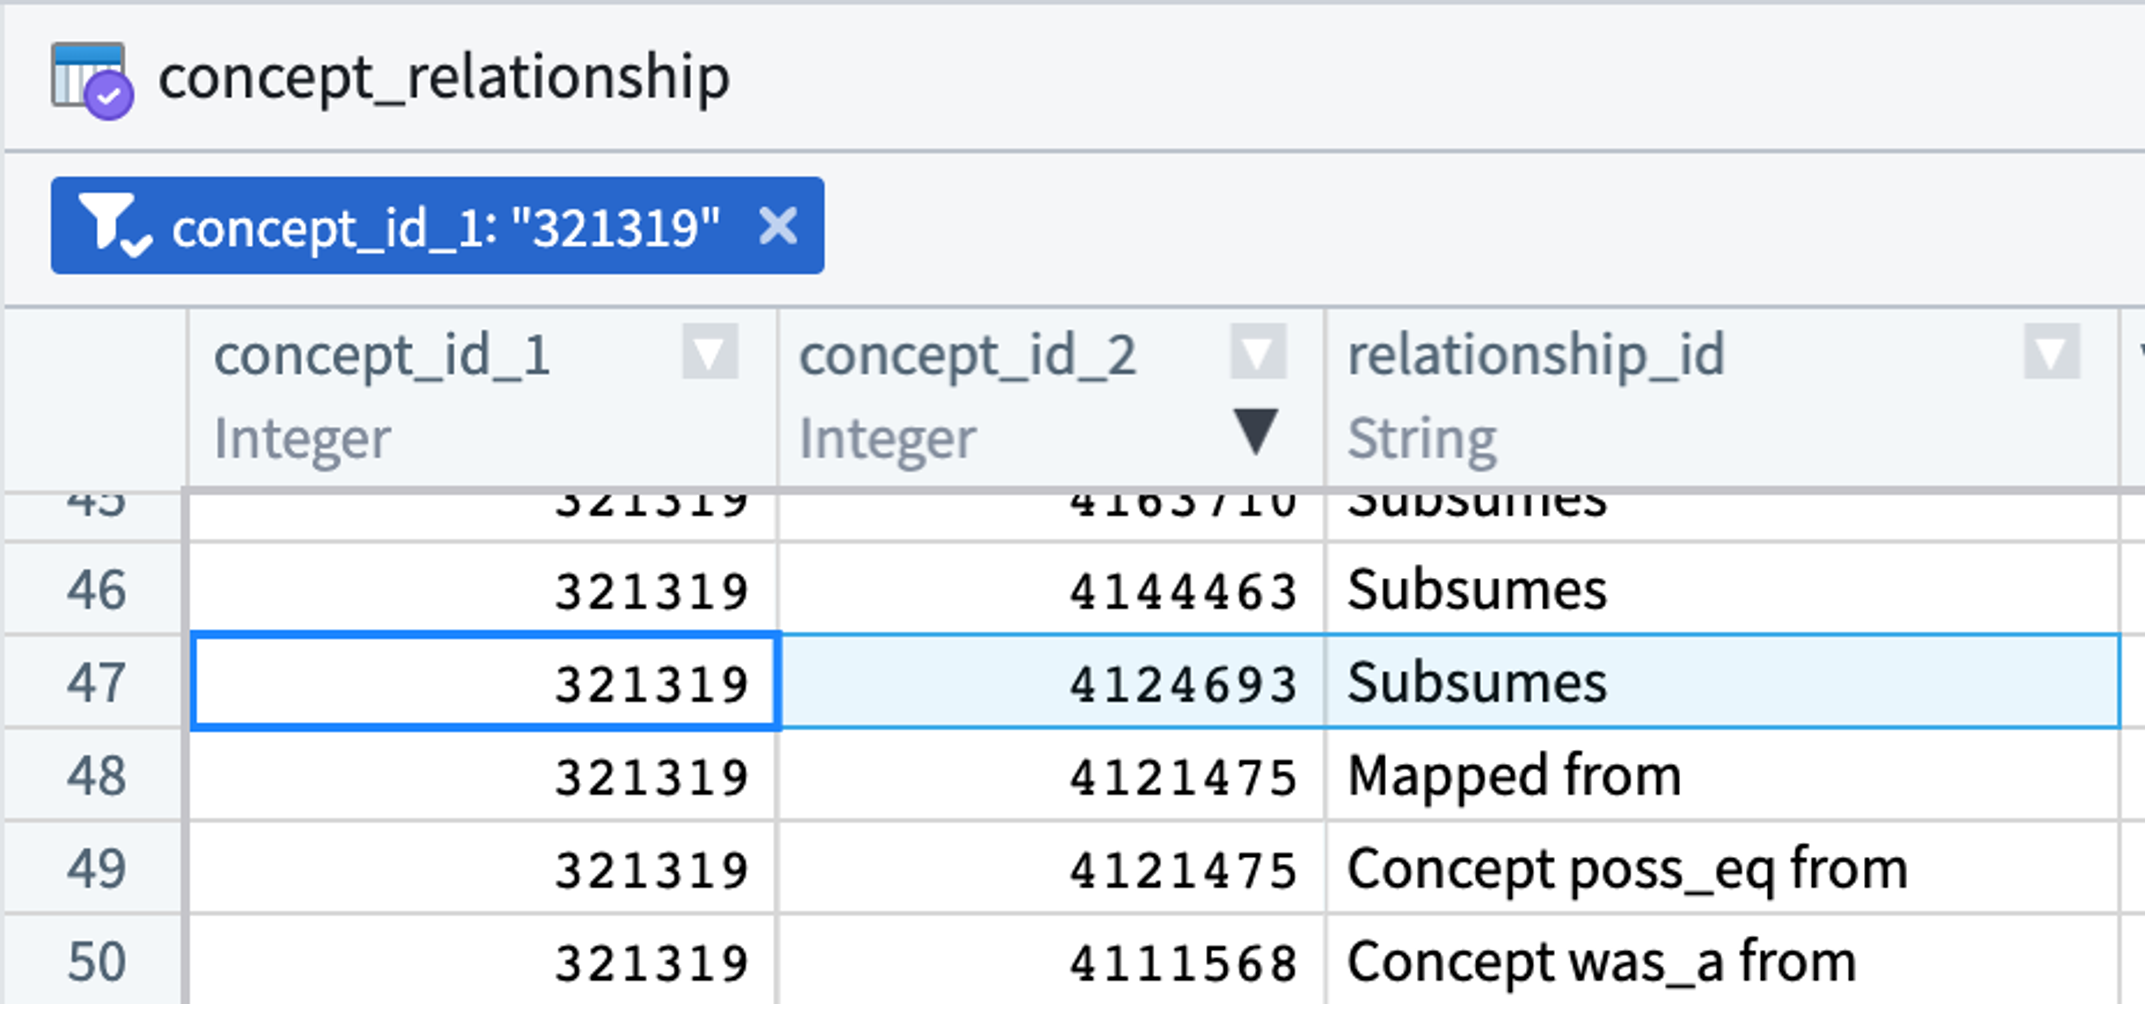 concept_relationship
concept_id_1: "321319"
concept_id_1 concept_id_2 relationship_id
Integer Integer String
45 321319 4163710 Subsumes
46 321319 4144463 Subsumes
47 321319 4124693 Subsumes
48 321319 4121475 Mapped from
49 321319 4121475 Concept poss_eq from
50 321319 4111568 Concept was_a from